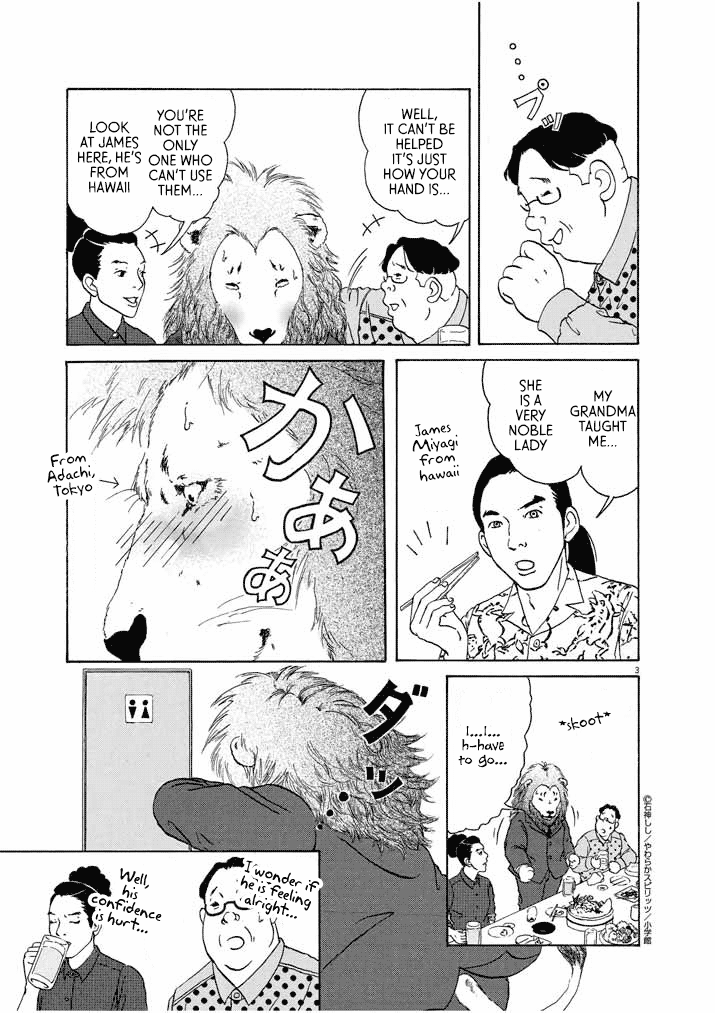 プッ
WELL,
IT CAN'T BE
HELPED
IT'S JUST
HOW YOUR
HAND IS...
YOU'RE
NOT THE
ONLY
ONE WHO
CAN'T USE
THEM...
LOOK
AT JAMES
HERE, HE'S
FROM
HAWAII
MY
GRANDMA
TAUGHT
ME...
SHE
IS A
VERY
NOBLE
LADY
James
Miyagi
from
hawaii
かあぁ
From
Adachi,
Tokyo
3
*skoot*
I...I...
h-have
to go...
©石神しし/やわらかスピリッツ/小学館
ダッ
I wonder if
he is feeling
alright...
Well,
his
confidence
is hurt...